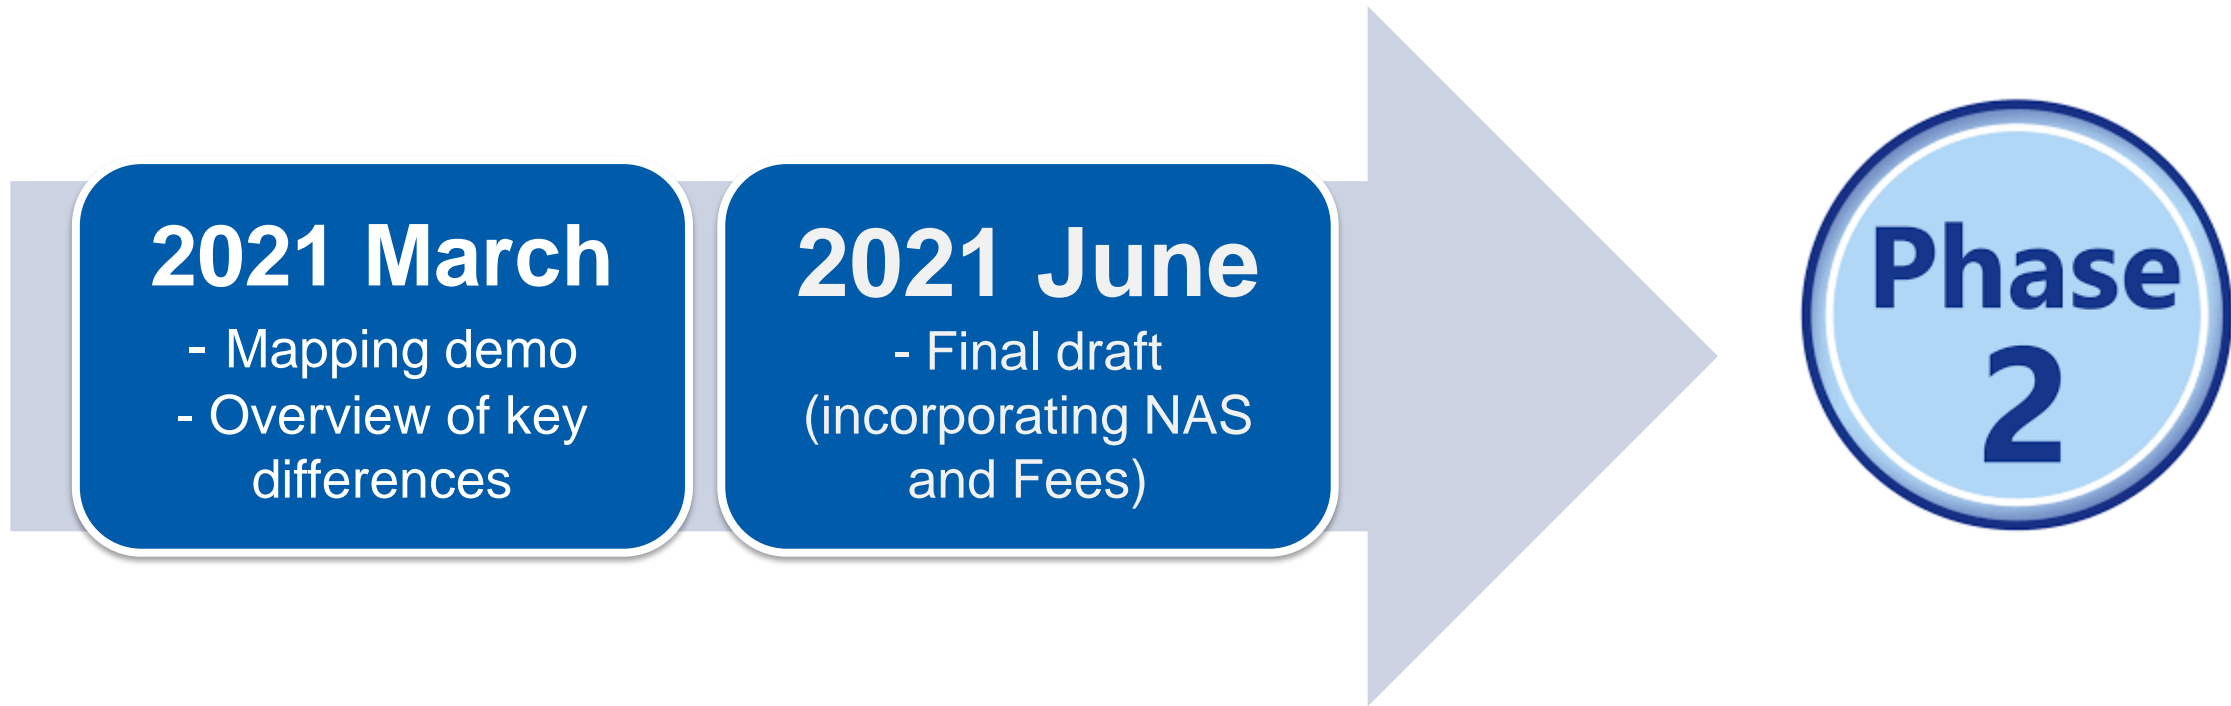 2021 March
- Mapping demo
- Overview of key
differences
2021 June
- Final draft
(incorporating NAS
and Fees)
Phase
2